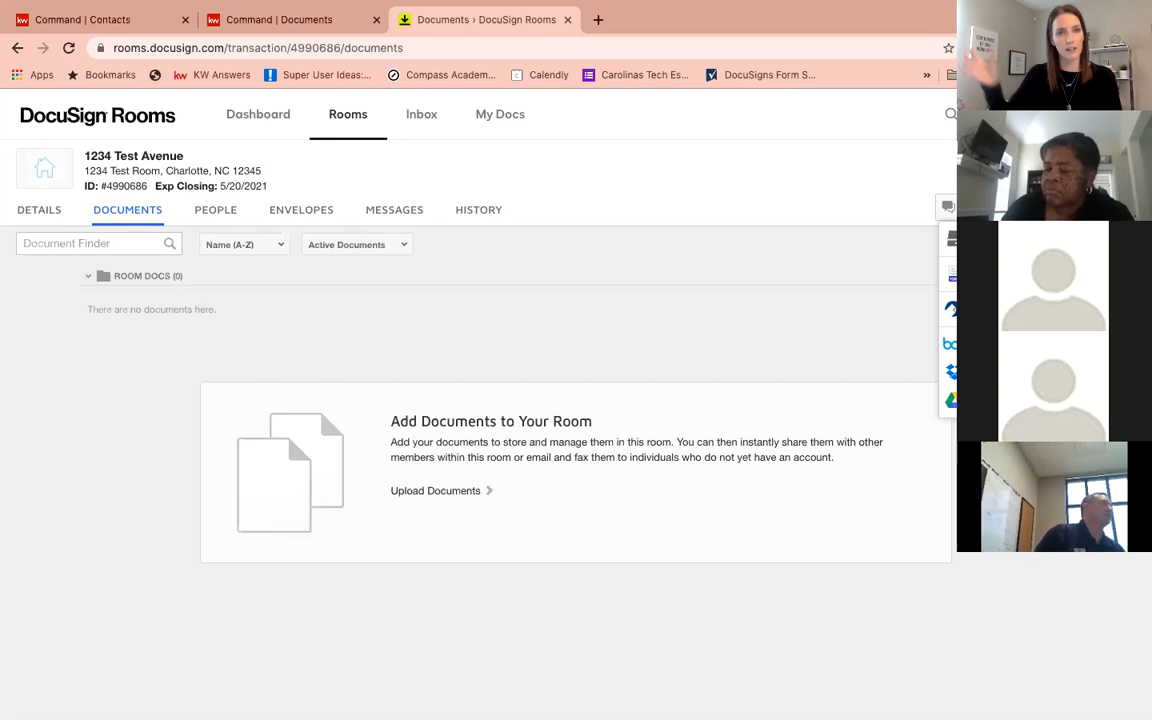 kw Command | Contacts
kw Command | Documents
Documents › DocuSign Rooms
rooms.docusign.com/transaction/4990686/documents
Apps Bookmarks kw KW Answers Super User Ideas:... Compass Academ... Calendly Carolinas Tech Es... DocuSigns Form S... »
DocuSign Rooms Dashboard Rooms Inbox My Docs
1234 Test Avenue
1234 Test Room, Charlotte, NC 12345
ID: #4990686 Exp Closing: 5/20/2021
DETAILS DOCUMENTS PEOPLE ENVELOPES MESSAGES HISTORY
Document Finder Name (A-Z) Active Documents
ROOM DOCS (0)
There are no documents here.
Add Documents to Your Room
Add your documents to store and manage them in this room. You can then instantly share them with other
members within this room or email and fax them to individuals who do not yet have an account.
Upload Documents